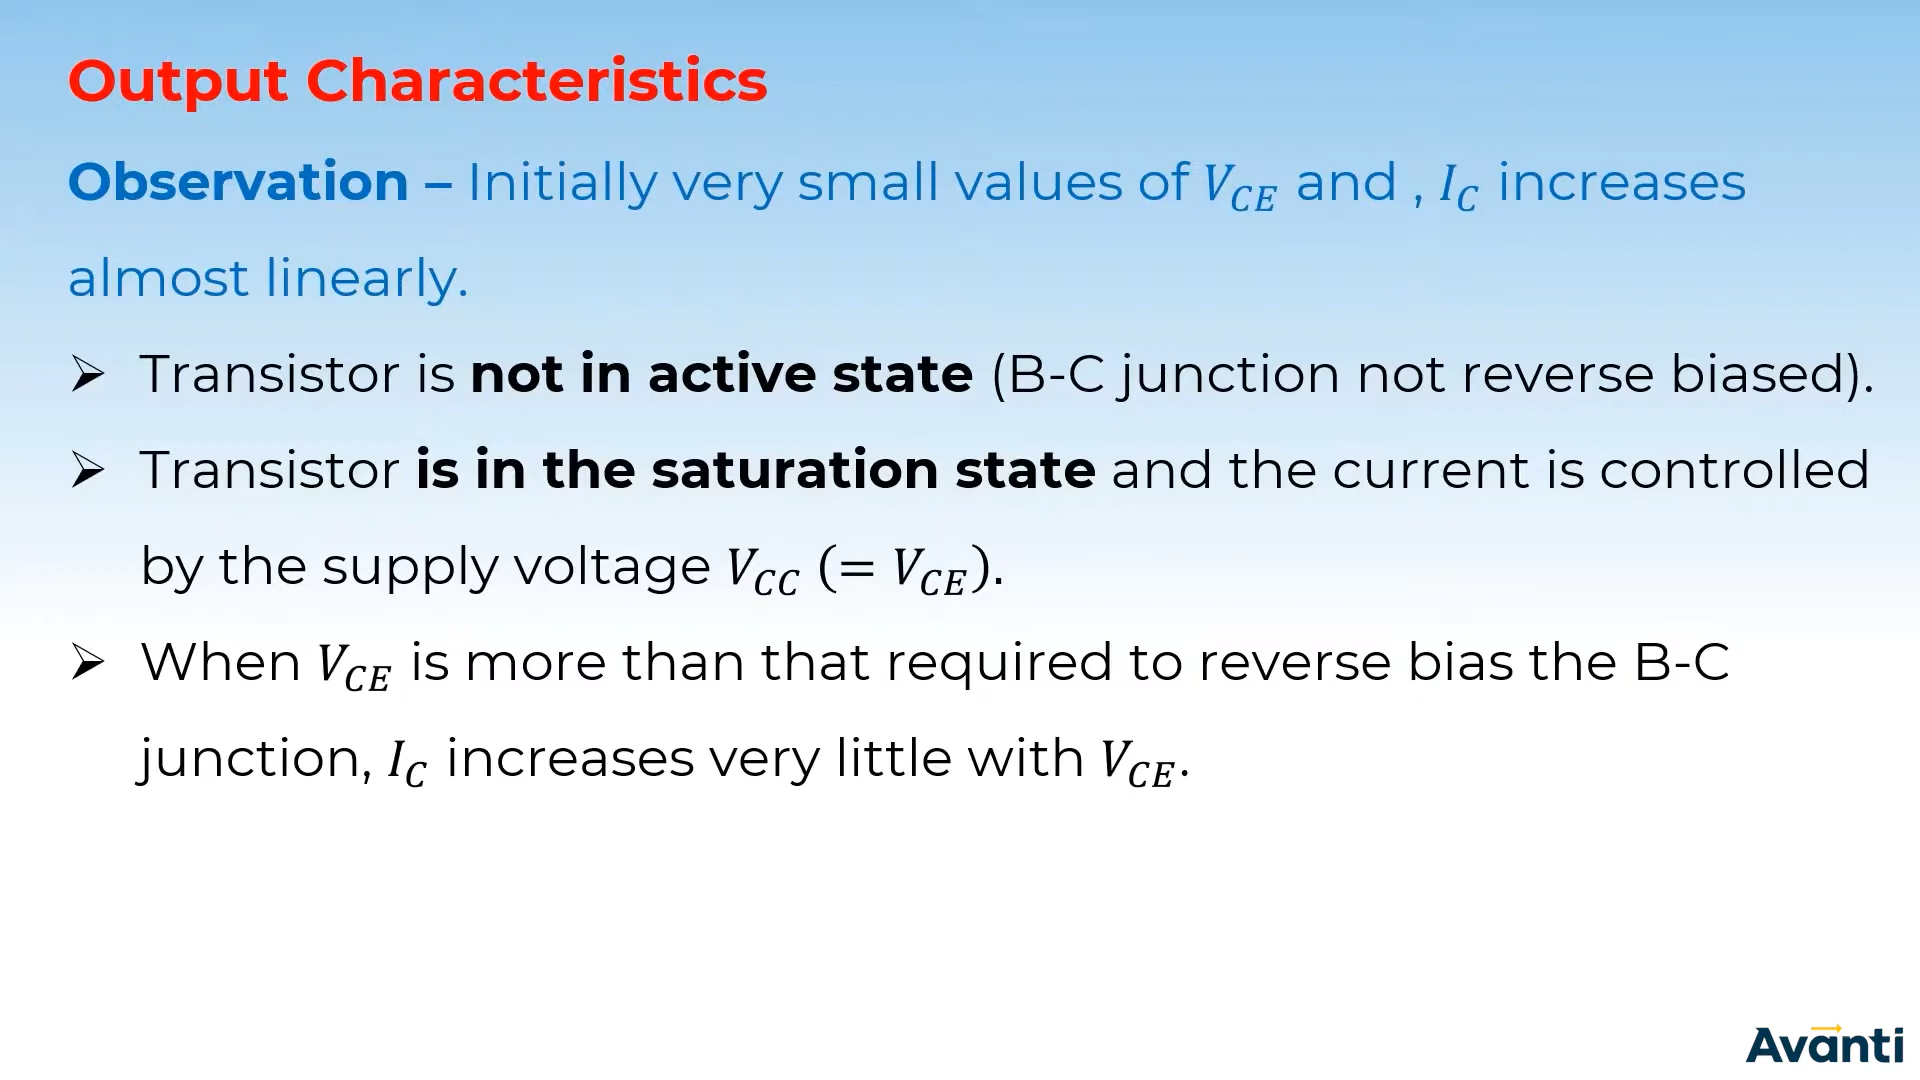 Output Characteristics
Observation – Initially very small values of V_CE and , I_C increases
almost linearly.
➢ Transistor is not in active state (B-C junction not reverse biased).
➢ Transistor is in the saturation state and the current is controlled
by the supply voltage V_CC (= V_CE).
➢ When V_CE is more than that required to reverse bias the B-C
junction, I_C increases very little with V_CE.
Avanti